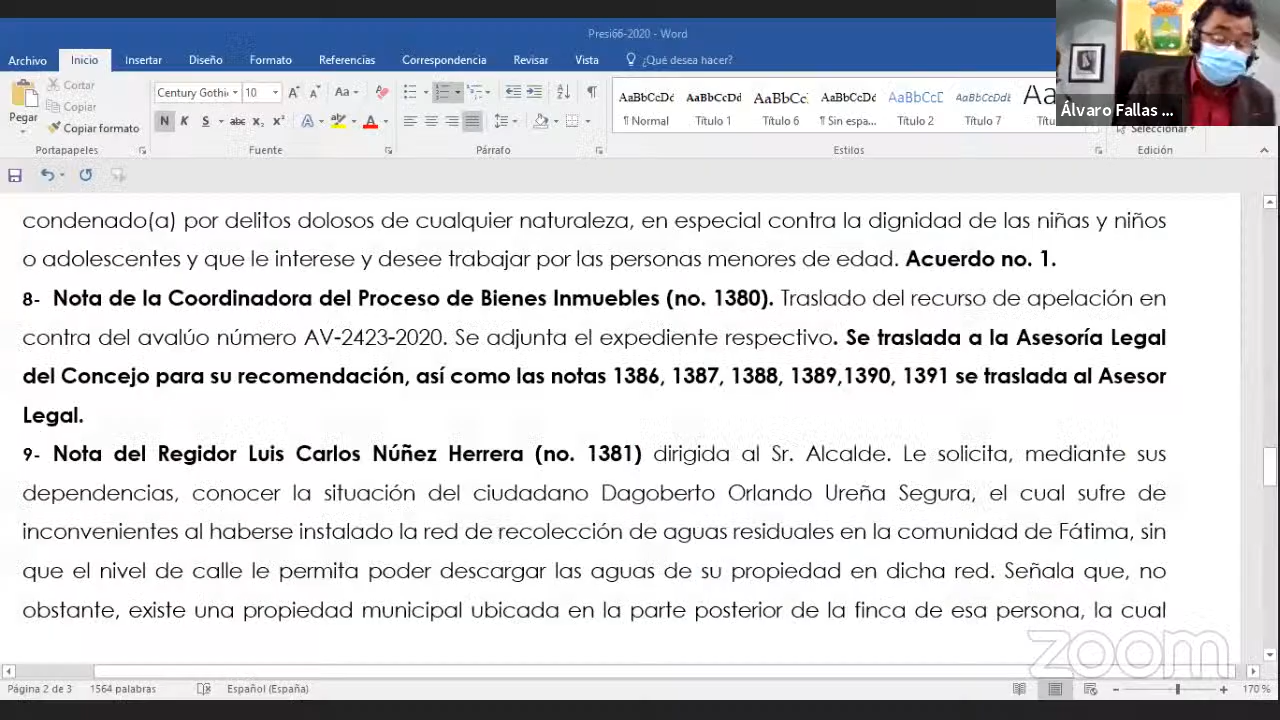 Presi66-2020 - Word
Archivo Inicio Insertar Diseño Formato Referencias Correspondencia Revisar Vista ¿Qué desea hacer?
Cortar
Copiar
Pegar
Copiar formato
Portapapeles
Century Gothi 10
Aa
N K S abc x₂ x² A A
Fuente
Párrafo
AaBbCcDc AaBbCcDd AaBbCc AaBbCcDc AaBbCcD AaBbCcDdE Aa
¶ Normal Título 1 Título 6 ¶ Sin espa... Título 2 Título 7
Estilos
Seleccionar
Edición
Álvaro Fallas ...
condenado(a) por delitos dolosos de cualquier naturaleza, en especial contra la dignidad de las niñas y niños
o adolescentes y que le interese y desee trabajar por las personas menores de edad. Acuerdo no. 1.
8- Nota de la Coordinadora del Proceso de Bienes Inmuebles (no. 1380). Traslado del recurso de apelación en
contra del avalúo número AV-2423-2020. Se adjunta el expediente respectivo. Se traslada a la Asesoría Legal
del Concejo para su recomendación, así como las notas 1386, 1387, 1388, 1389,1390, 1391 se traslada al Asesor
Legal.
9- Nota del Regidor Luis Carlos Núñez Herrera (no. 1381) dirigida al Sr. Alcalde. Le solicita, mediante sus
dependencias, conocer la situación del ciudadano Dagoberto Orlando Ureña Segura, el cual sufre de
inconvenientes al haberse instalado la red de recolección de aguas residuales en la comunidad de Fátima, sin
que el nivel de calle le permita poder descargar las aguas de su propiedad en dicha red. Señala que, no
obstante, existe una propiedad municipal ubicada en la parte posterior de la finca de esa persona, la cual
zoom
Página 2 de 3 1564 palabras Español (España) 170 %